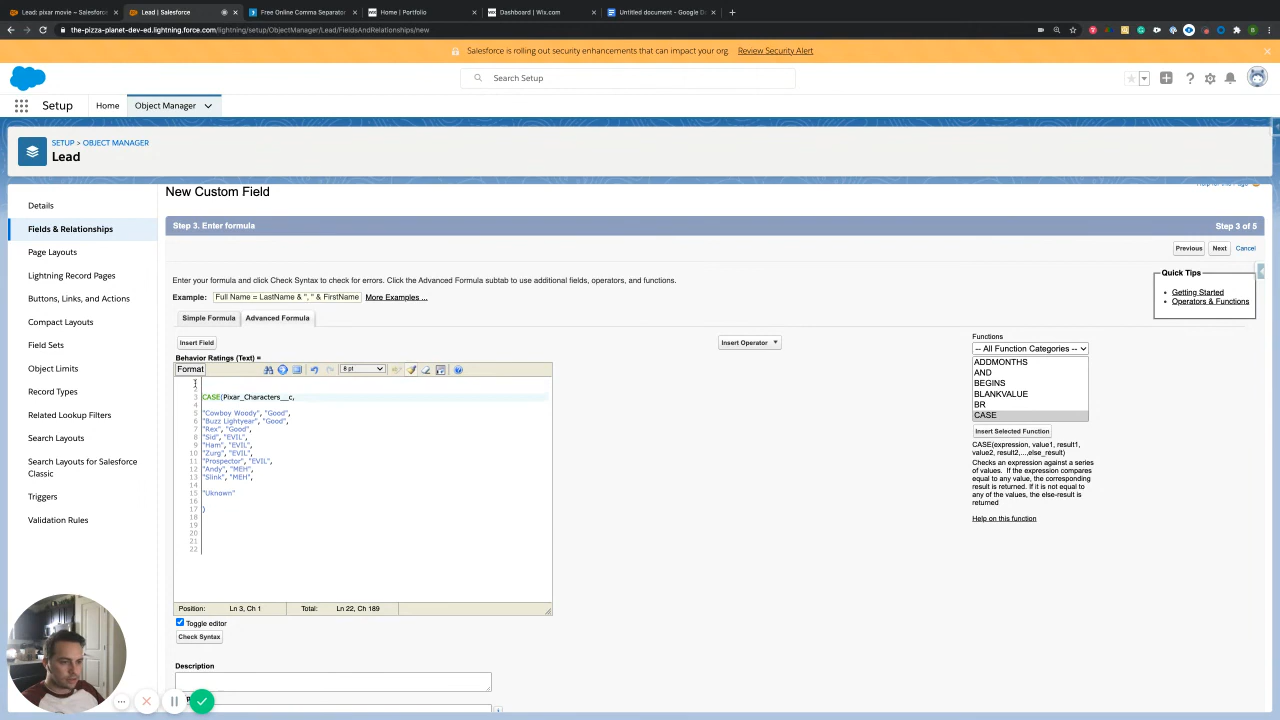 Lead: pixar movie ~ Salesforce
Lead | Salesforce
Free Online Comma Separator
Home | Portfolio
Dashboard | Wix.com
Untitled document - Google D
the-pizza-planet-dev-ed.lightning.force.com/lightning/setup/ObjectManager/Lead/FieldsAndRelationships/new
Salesforce is rolling out security enhancements that can impact your org. Review Security Alert
Search Setup
Setup
Home
Object Manager
SETUP > OBJECT MANAGER
Lead
Details
Fields & Relationships
Page Layouts
Lightning Record Pages
Buttons, Links, and Actions
Compact Layouts
Field Sets
Object Limits
Record Types
Related Lookup Filters
Search Layouts
Search Layouts for Salesforce
Classic
Triggers
Validation Rules
New Custom Field
Help for this Page
Step 3. Enter formula
Step 3 of 5
Previous
Next
Cancel
Enter your formula and click Check Syntax to check for errors. Click the Advanced Formula subtab to use additional fields, operators, and functions.
Example: Full Name = LastName & ", " & FirstName More Examples ...
Quick Tips
Getting Started
Operators & Functions
Simple Formula
Advanced Formula
Insert Field
Insert Operator
Behavior Ratings (Text) =
Format
8 pt
2
3 CASE(Pixar_Characters__c,
4
5 "Cowboy Woody", "Good",
6 "Buzz Lightyear", "Good",
7 "Rex", "Good",
8 "Sid", "EVIL",
9 "Ham", "EVIL",
10 "Zurg", "EVIL",
11 "Prospector", "EVIL",
12 "Andy", "MEH",
13 "Slink", "MEH",
14
15 "Uknown"
16
17 )
18
19
20
21
22
Position: Ln 3, Ch 1 Total: Ln 22, Ch 189
Toggle editor
Check Syntax
Description
Functions
-- All Function Categories --
ADDMONTHS
AND
BEGINS
BLANKVALUE
BR
CASE
Insert Selected Function
CASE(expression, value1, result1,
value2, result2,...,else_result)
Checks an expression against a series
of values. If the expression compares
equal to any value, the corresponding
result is returned. If it is not equal to
any of the values, the else-result is
returned
Help on this function